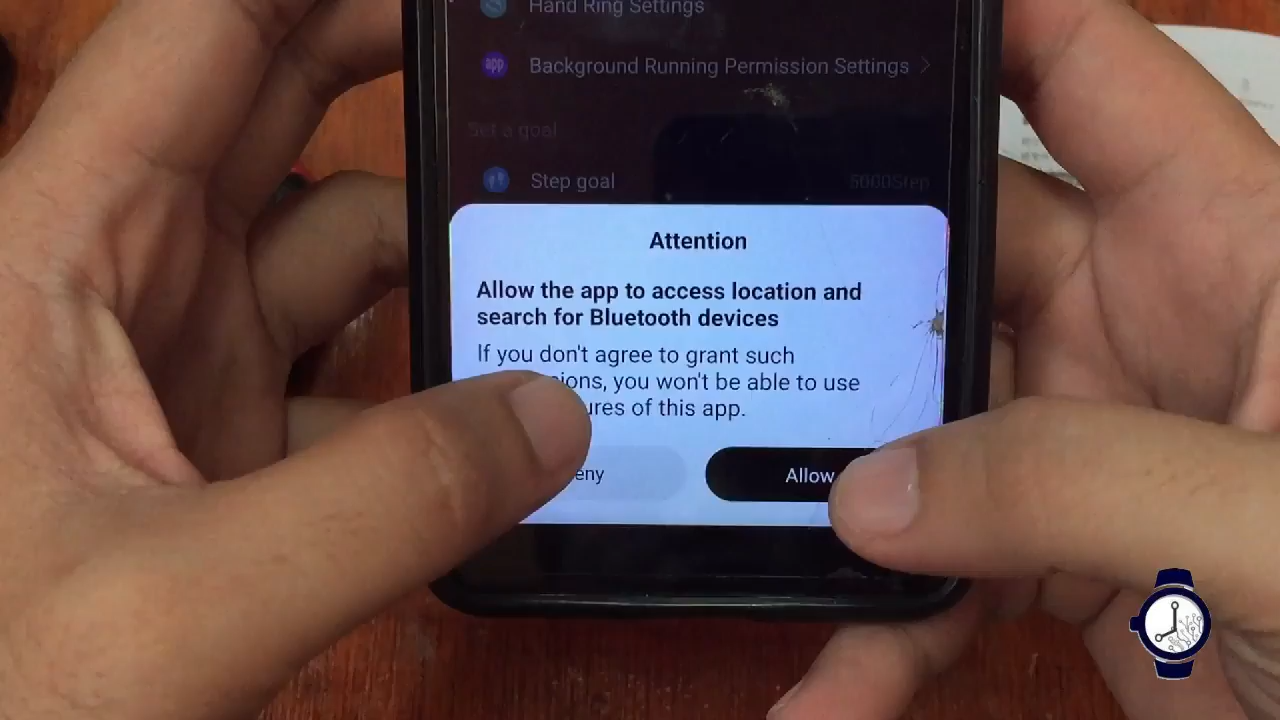 Hand Ring Settings
app
Background Running Permission Settings
Set a goal
Step goal
Attention
Allow the app to access location and
search for Bluetooth devices
If you don't agree to grant such
ions, you won't be able to use
ures of this app.
eny
Allow